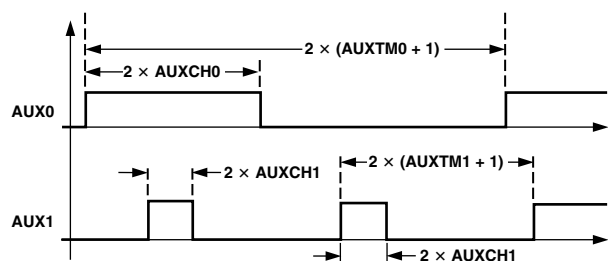 2 × (AUXTM0 + 1)
2 × AUXCH0
AUX0
2 × (AUXTM1 + 1)
2 × AUXCH1
AUX1
2 × AUXCH1